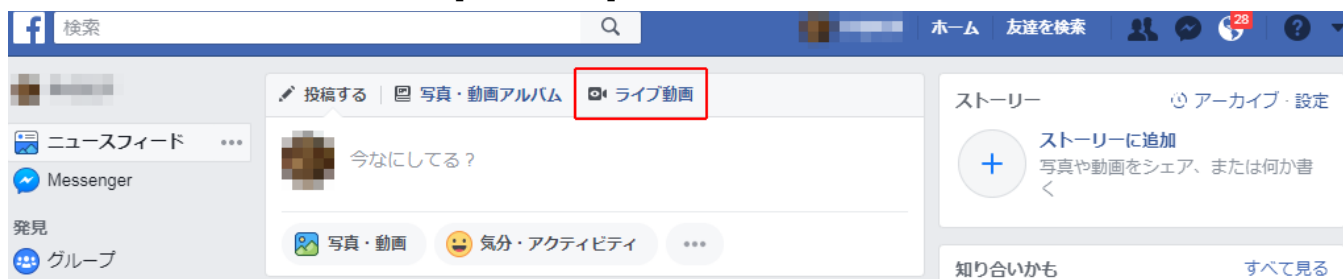 f 検索 ホーム 友達を検索 28 ?
投稿する 写真・動画アルバム ライブ動画
ストーリー アーカイブ · 設定
ニュースフィード
今なにしてる？
ストーリーに追加
写真や動画をシェア、または何か書
く
Messenger
発見
写真・動画 気分・アクティビティ
グループ
知り合いかも すべて見る